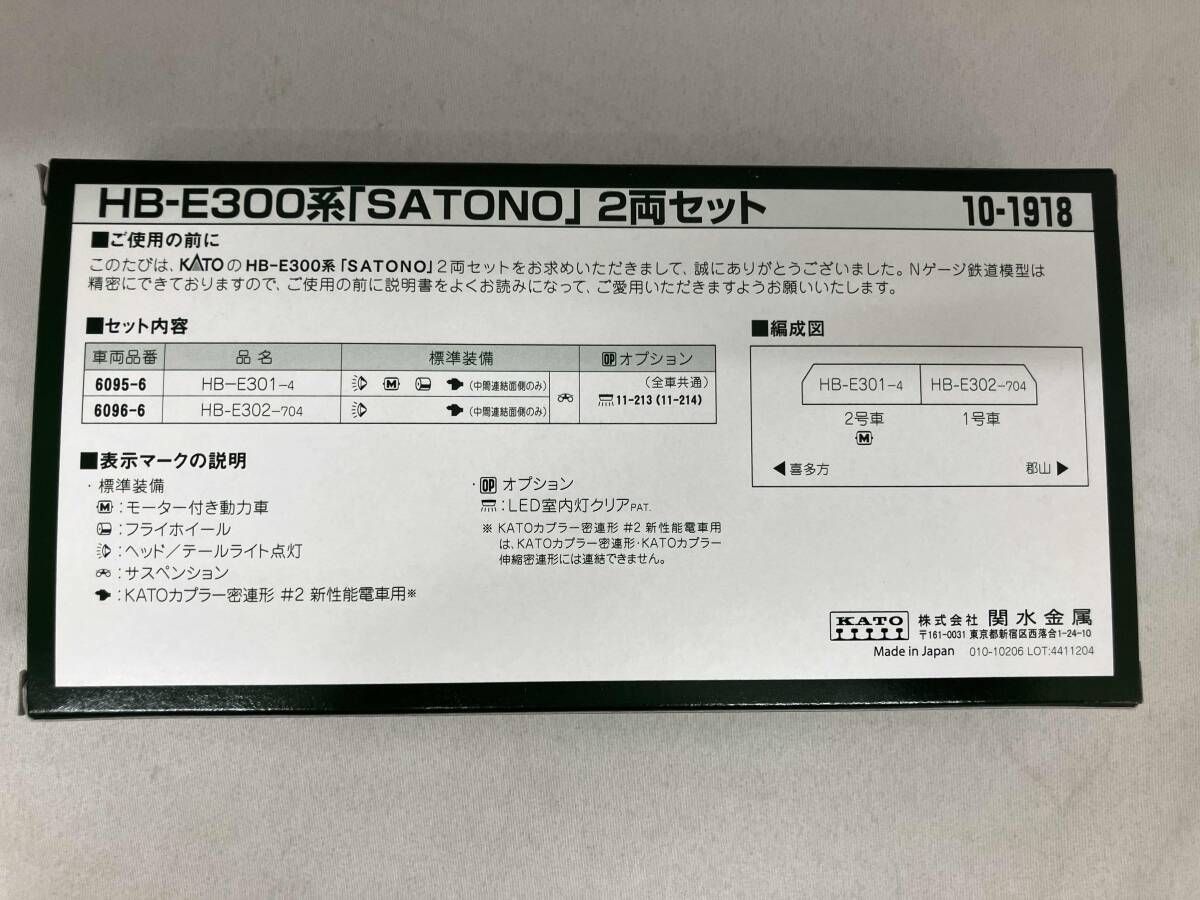 HB-E300系「SATONO」2両セット 10-1918
■ご使用の前に
このたびは、KATOのHB-E300系「SATONO」2両セットをお求めいただきまして、誠にありがとうございました。Nゲージ鉄道模型は
精密にできておりますので、ご使用の前に説明書をよくお読みになって、ご愛用いただきますようお願いいたします。
■セット内容
車両品番 品名 標準装備 OPオプション
6095-6 HB-E301-4 M (中間連結面側のみ) (全車共通)
6096-6 HB-E302-704 (中間連結面側のみ) 11-213 (11-214)
■編成図
HB-E301-4 HB-E302-704
2号車 1号車
M
◀喜多方 郡山▶
■表示マークの説明
・標準装備
M:モーター付き動力車
:フライホイール
:ヘッド/テールライト点灯
:サスペンション
:KATOカプラー密連形 #2 新性能電車用※
・OP オプション
:LED室内灯クリアPAT.
※ KATOカプラー密連形 #2 新性能電車用
は、KATOカプラー密連形・KATOカプラー
伸縮密連形には連結できません。
KATO 株式会社 関水金属
〒161-0031 東京都新宿区西落合1-24-10
Made in Japan 010-10206 LOT:4411204